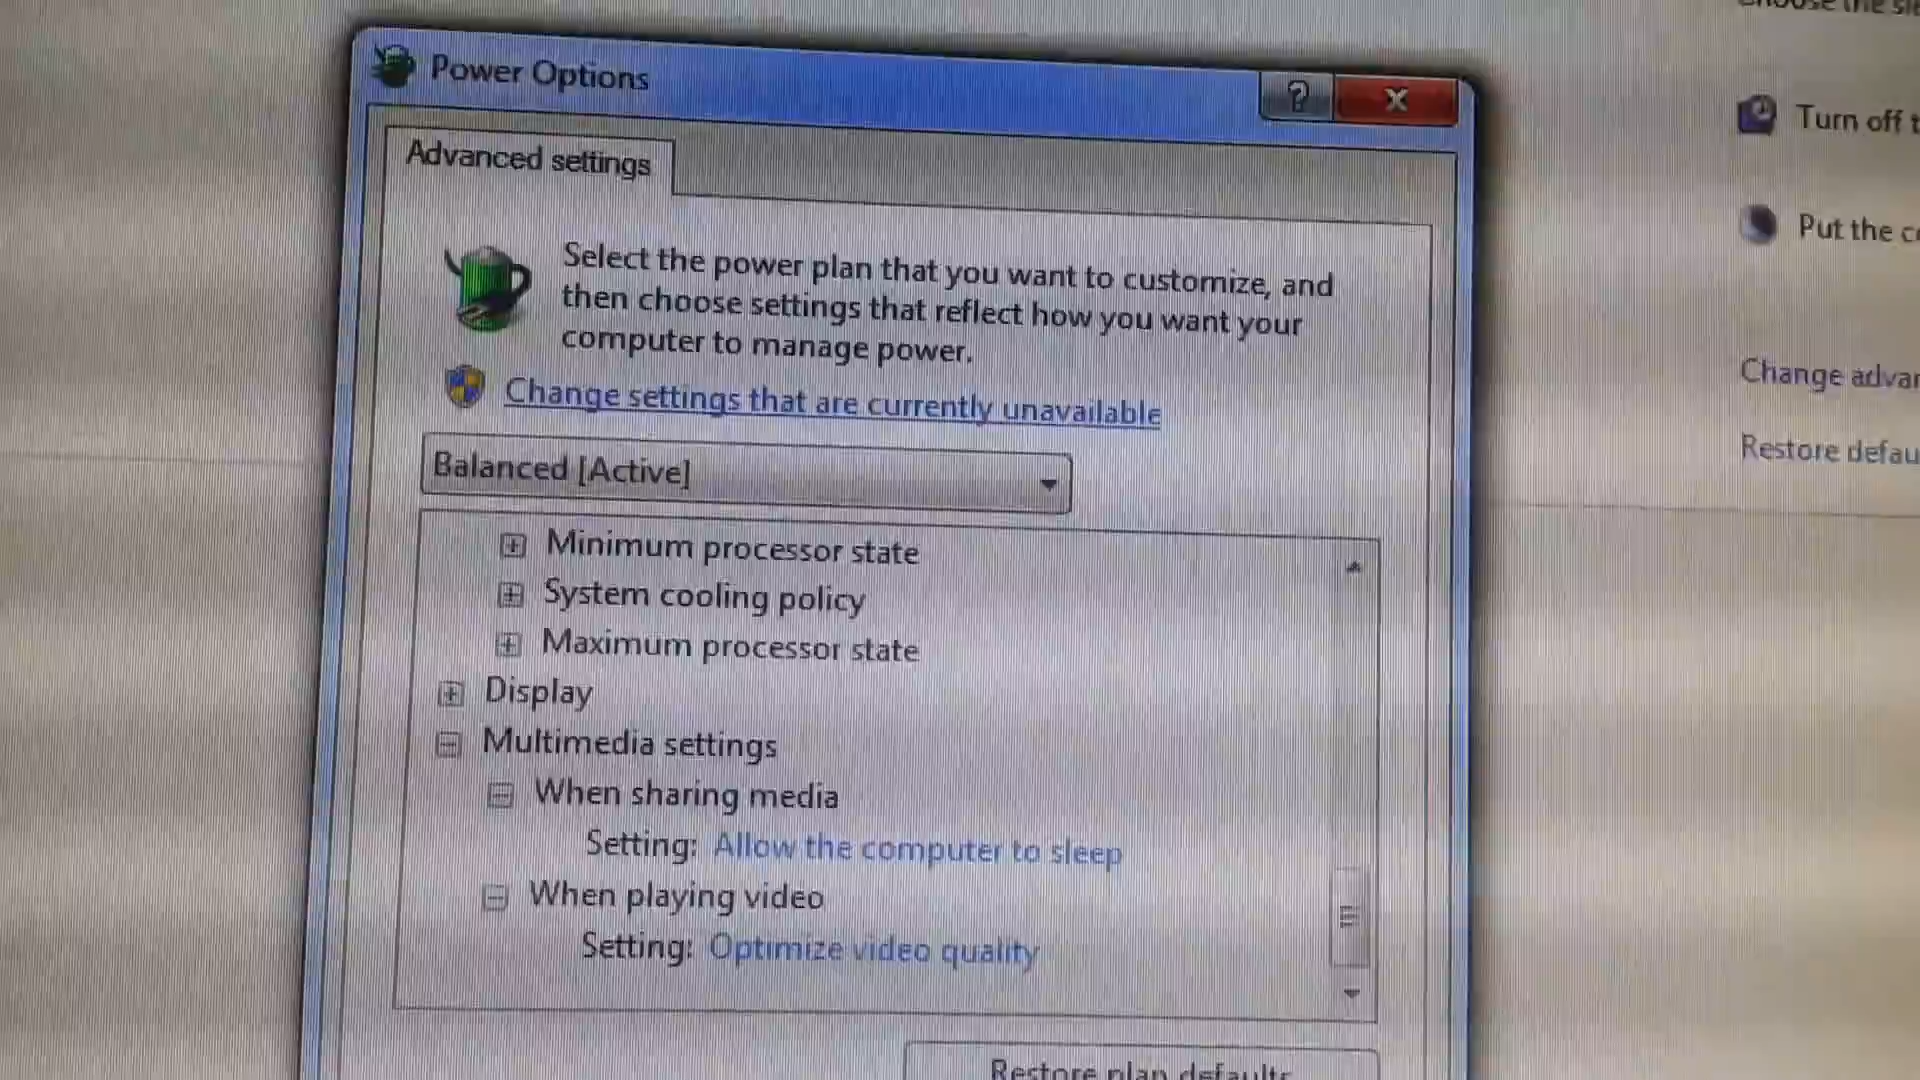 Power Options
?
X
Advanced settings
Select the power plan that you want to customize, and
then choose settings that reflect how you want your
computer to manage power.
Change settings that are currently unavailable
Balanced [Active]
Minimum processor state
System cooling policy
Maximum processor state
Display
Multimedia settings
When sharing media
Setting: Allow the computer to sleep
When playing video
Setting: Optimize video quality
Restore plan defaults
Turn off t
Put the c
Change advan
Restore defau